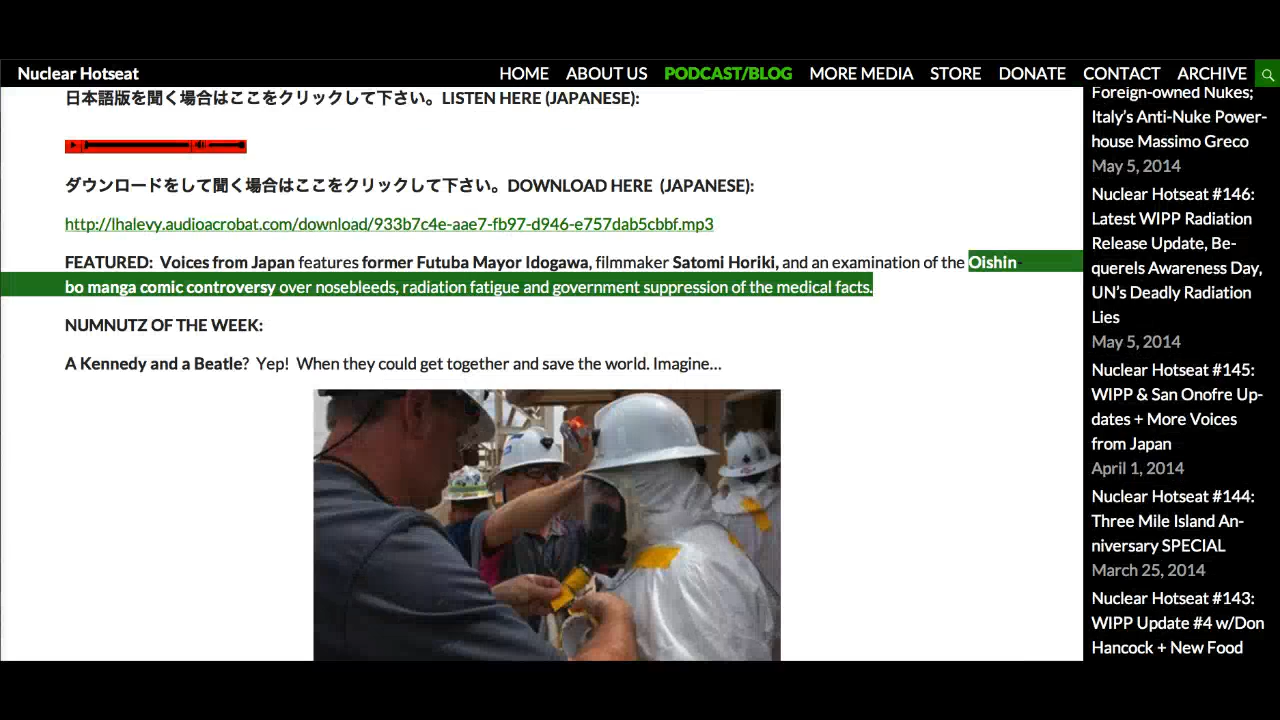 Nuclear Hotseat
HOME ABOUT US PODCAST/BLOG MORE MEDIA STORE DONATE CONTACT ARCHIVE
日本語版を聞く場合はここをクリックして下さい。LISTEN HERE (JAPANESE):
ダウンロードをして聞く場合はここをクリックして下さい。DOWNLOAD HERE (JAPANESE):
http://lhalevy.audioacrobat.com/download/933b7c4e-aae7-fb97-d946-e757dab5cbbf.mp3
FEATURED: Voices from Japan features former Futuba Mayor Idogawa, filmmaker Satomi Horiki, and an examination of the Oishin-
bo manga comic controversy over nosebleeds, radiation fatigue and government suppression of the medical facts.
NUMNUTZ OF THE WEEK:
A Kennedy and a Beatle? Yep! When they could get together and save the world. Imagine...
Foreign-owned Nukes;
Italy's Anti-Nuke Power-
house Massimo Greco
May 5, 2014
Nuclear Hotseat #146:
Latest WIPP Radiation
Release Update, Be-
querels Awareness Day,
UN's Deadly Radiation
Lies
May 5, 2014
Nuclear Hotseat #145:
WIPP & San Onofre Up-
dates + More Voices
from Japan
April 1, 2014
Nuclear Hotseat #144:
Three Mile Island An-
niversary SPECIAL
March 25, 2014
Nuclear Hotseat #143:
WIPP Update #4 w/Don
Hancock + New Food